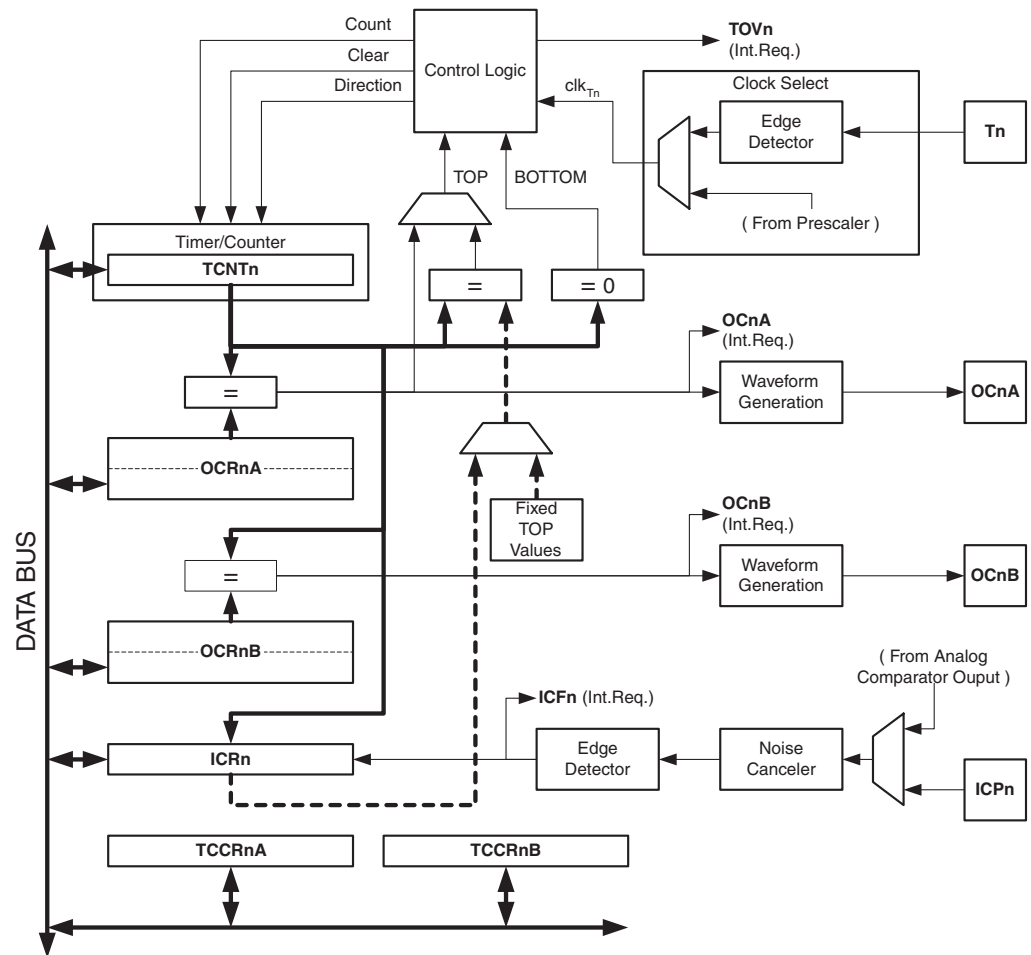 Count
Clear
Direction
Control Logic
TOVn
(Int.Req.)
clkTn
Clock Select
Edge
Detector
Tn
( From Prescaler )
TOP
BOTTOM
Timer/Counter
TCNTn
=
= 0
OCnA
(Int.Req.)
=
Waveform
Generation
OCnA
OCRnA
Fixed
TOP
Values
OCnB
(Int.Req.)
=
Waveform
Generation
OCnB
DATA BUS
OCRnB
( From Analog
Comparator Ouput )
ICFn (Int.Req.)
ICRn
Edge
Detector
Noise
Canceler
ICPn
TCCRnA
TCCRnB